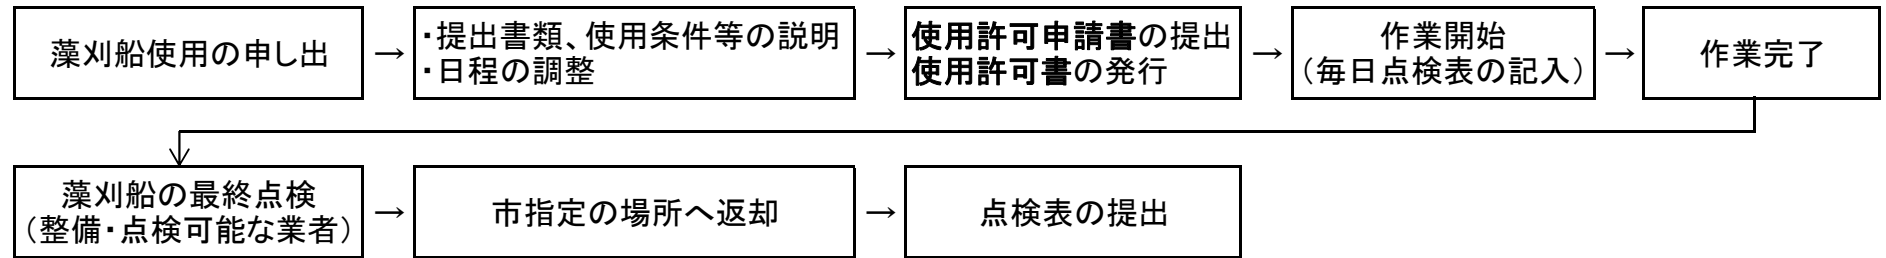 藻刈船使用の申し出
→
・提出書類、使用条件等の説明
・日程の調整
→
使用許可申請書の提出
使用許可書の発行
→
作業開始
（毎日点検表の記入）
→
作業完了
藻刈船の最終点検
（整備・点検可能な業者）
→
市指定の場所へ返却
→
点検表の提出